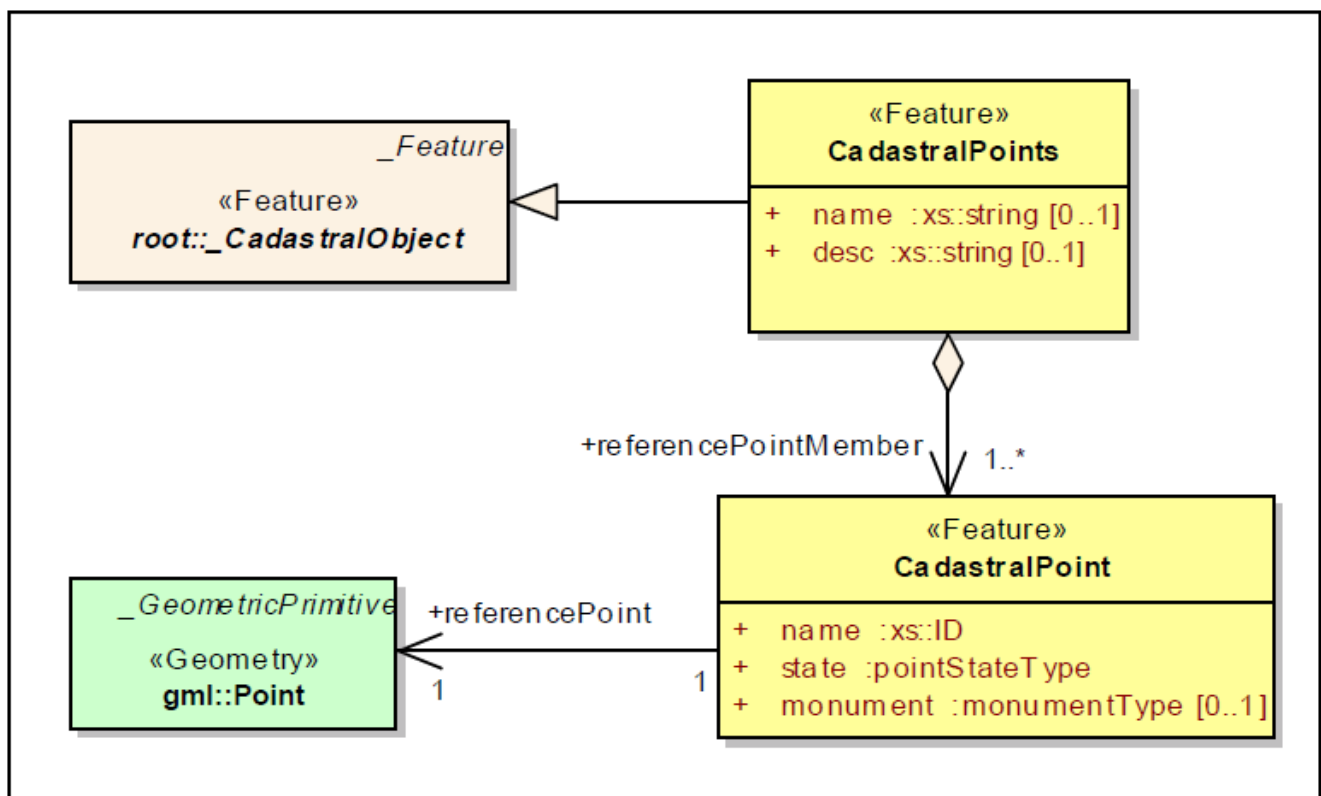 _Feature
«Feature»
root::_CadastralObject
«Feature»
CadastralPoints
+ name :xs::string [0..1]
+ desc :xs::string [0..1]
+referencePointMember
1..*
«Feature»
CadastralPoint
+ name :xs::ID
+ state :pointStateType
+ monument :monumentType [0..1]
+referencePoint
1
1
_GeometricPrimitive
«Geometry»
gml::Point